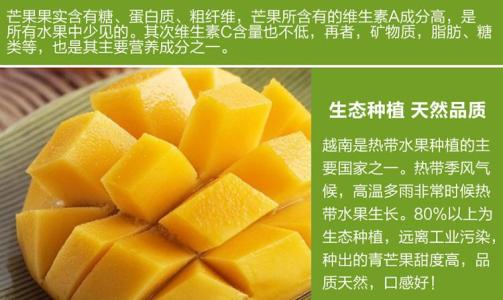 芒果果实含有糖、蛋白质、粗纤维，芒果所含有的维生素A成分高，是
所有水果中少见的。其次维生素C含量也不低，再者，矿物质，脂肪、糖
类等，也是其主要营养成分之一。
生态种植 天然品质
越南是热带水果种植的主
要国家之一。热带季风气
候，高温多雨非常时候热
带水果生长。80%以上为
生态种植，远离工业污染，
种出的青芒果甜度高，品
质天然，口感好！